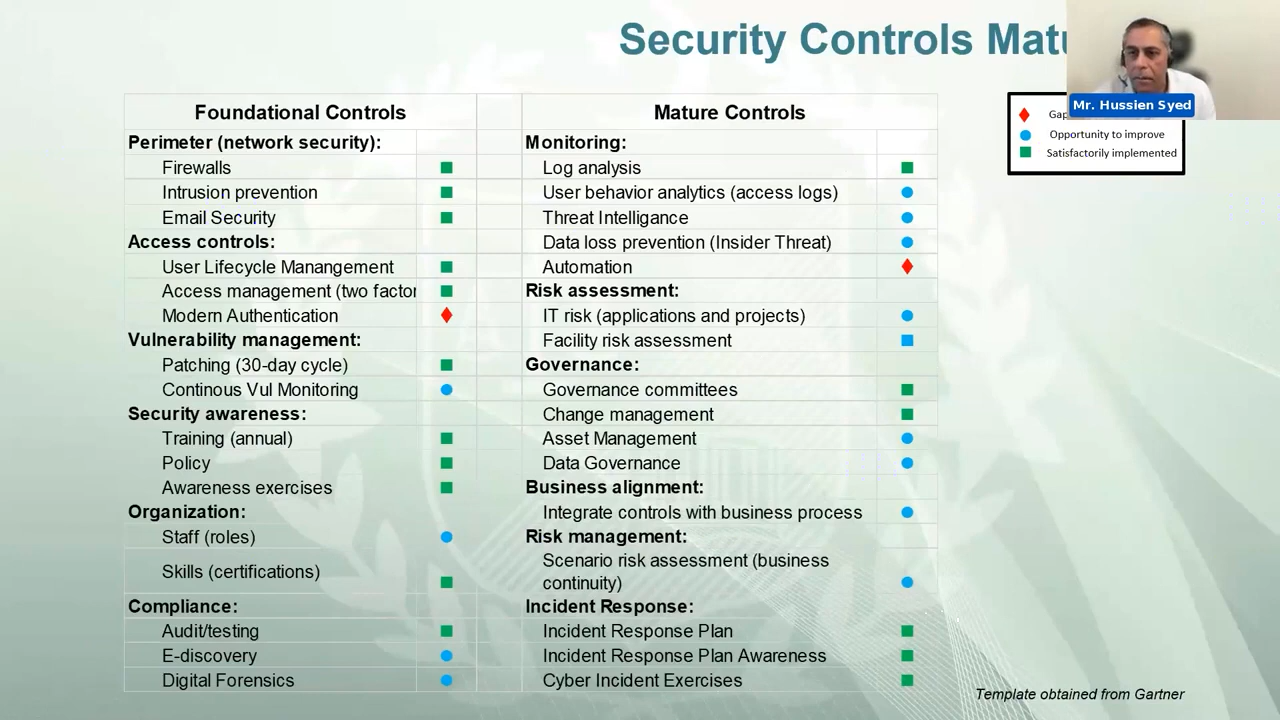 Security Controls
Mr. Hussien Syed
Opportunity to improve
Satisfactorily implemented
Foundational Controls
Perimeter (network security):
Firewalls
Intrusion prevention
Email Security
Access controls:
User Lifecycle Manangement
Access management (two factor
Modern Authentication
Vulnerability management:
Patching (30-day cycle)
Continous Vul Monitoring
Security awareness:
Training (annual)
Policy
Awareness exercises
Organization:
Staff (roles)
Skills (certifications)
Compliance:
Audit/testing
E-discovery
Digital Forensics
Mature Controls
Monitoring:
Log analysis
User behavior analytics (access logs)
Threat Intelligance
Data loss prevention (Insider Threat)
Automation
Risk assessment:
IT risk (applications and projects)
Facility risk assessment
Governance:
Governance committees
Change management
Asset Management
Data Governance
Business alignment:
Integrate controls with business process
Risk management:
Scenario risk assessment (business
continuity)
Incident Response:
Incident Response Plan
Incident Response Plan Awareness
Cyber Incident Exercises
Template obtained from Gartner